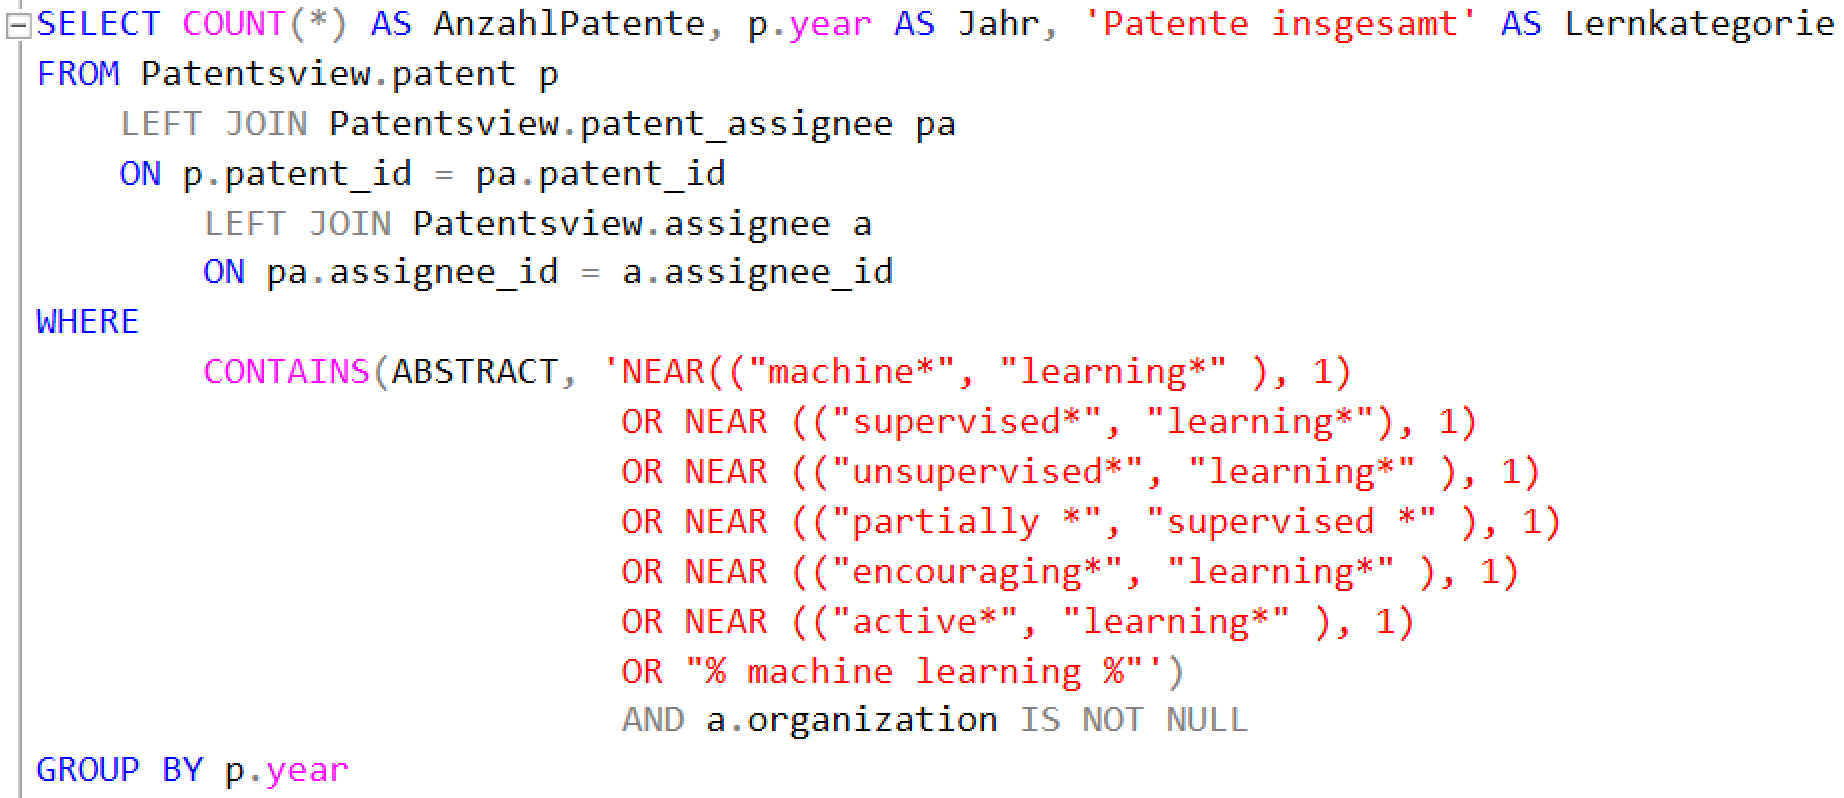 SELECT COUNT(*) AS AnzahlPatente, p.year AS Jahr, 'Patente insgesamt' AS Lernkategorie
FROM Patentsview.patent p
LEFT JOIN Patentsview.patent_assignee pa
ON p.patent_id = pa.patent_id
LEFT JOIN Patentsview.assignee a
ON pa.assignee_id = a.assignee_id
WHERE
CONTAINS(ABSTRACT, 'NEAR(("machine*", "learning*" ), 1)
OR NEAR (("supervised*", "learning*"), 1)
OR NEAR (("unsupervised*", "learning*" ), 1)
OR NEAR (("partially *", "supervised *" ), 1)
OR NEAR (("encouraging*", "learning*" ), 1)
OR NEAR (("active*", "learning*" ), 1)
OR "% machine learning %"')
AND a.organization IS NOT NULL
GROUP BY p.year